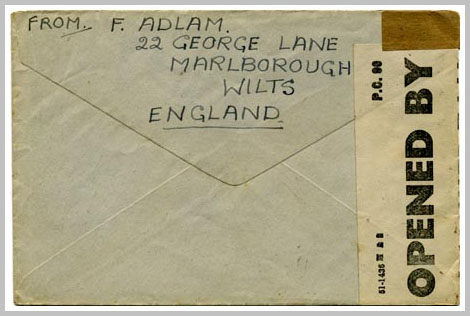 FROM. F. ADLAM.
22 GEORGE LANE
MARLBOROUGH
WILTS
ENGLAND
P.C. 90
OPENED BY